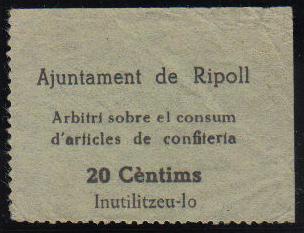 Ajuntament de Ripoll
Arbitri sobre el consum
d'articles de confiteria
20 Cèntims
Inutilitzeu-lo